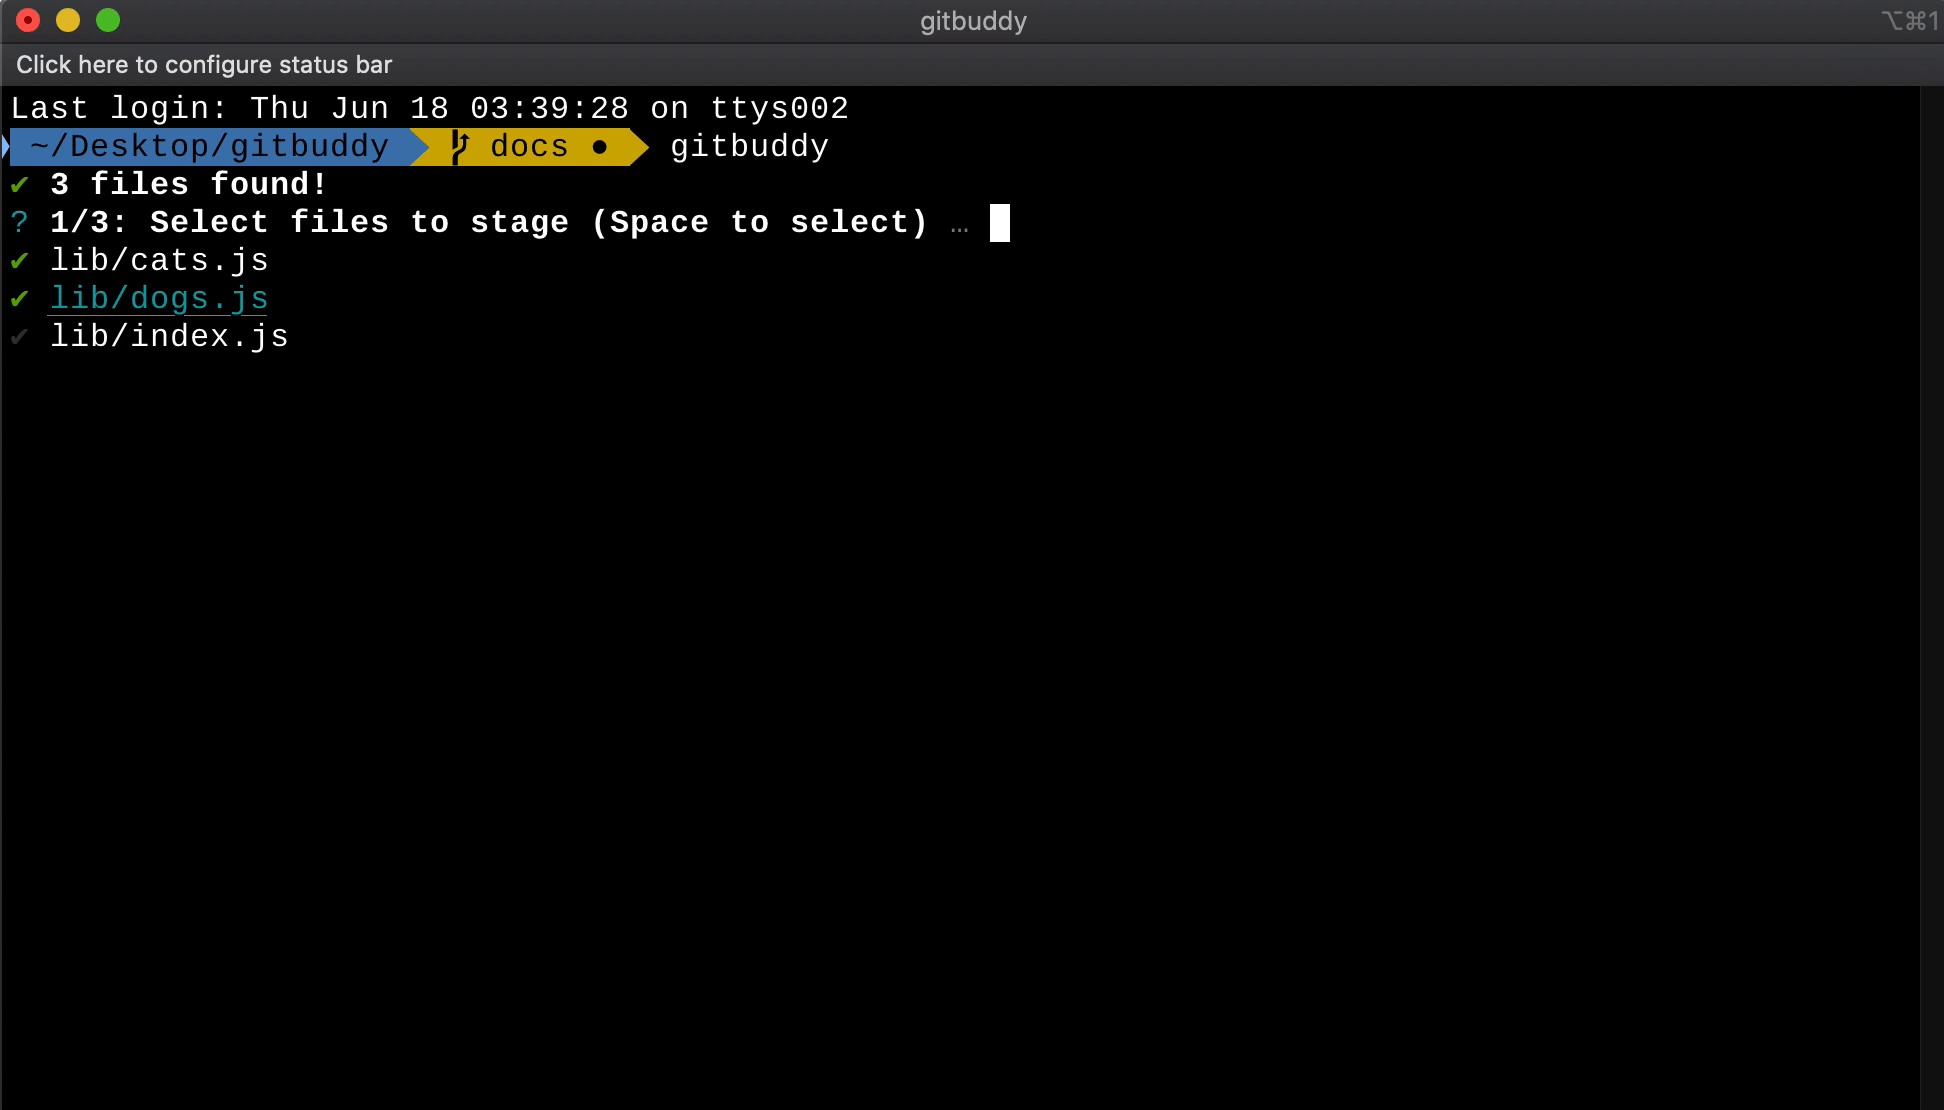 gitbuddy ⌥⌘1
Click here to configure status bar
Last login: Thu Jun 18 03:39:28 on ttys002
~/Desktop/gitbuddy docs ● gitbuddy
✔ 3 files found!
? 1/3: Select files to stage (Space to select) …
✔ lib/cats.js
✔ lib/dogs.js
✔ lib/index.js